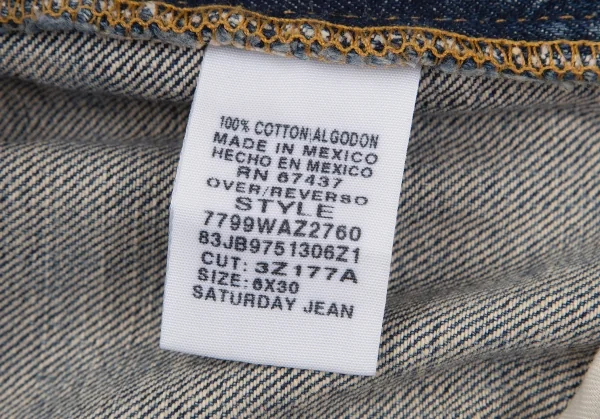 100% COTTON/ALGODON
MADE IN MEXICO
HECHO EN MEXICO
RN 67437
OVER/REVERSO
STYLE
7799WAZ2760
83JB9751306Z1
CUT: 3Z177A
SIZE: 6X30
SATURDAY JEAN